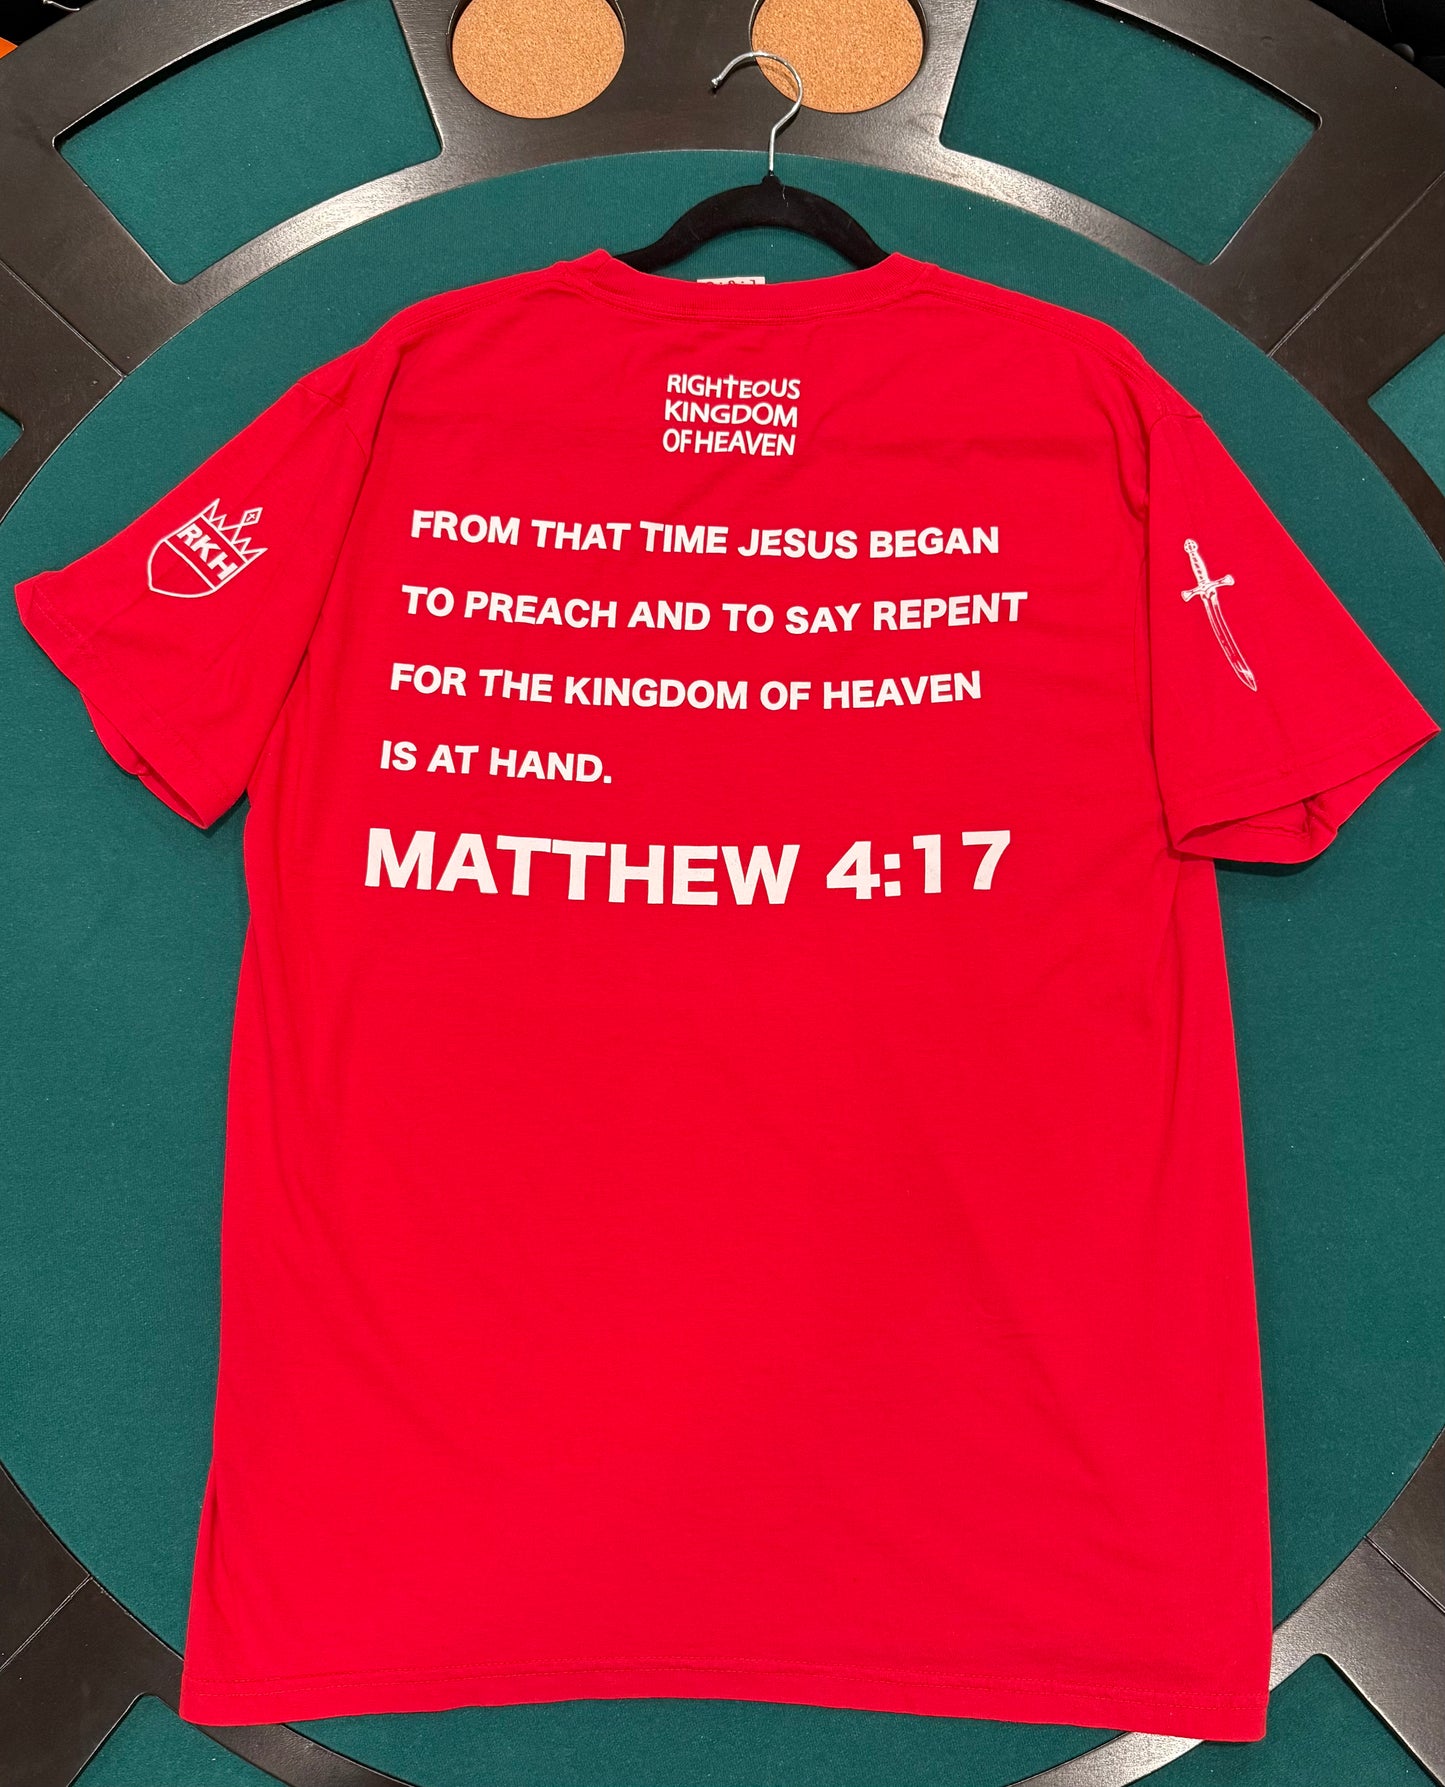 RIGHTEOUS
KINGDOM
OF HEAVEN
FROM THAT TIME JESUS BEGAN
TO PREACH AND TO SAY REPENT
FOR THE KINGDOM OF HEAVEN
IS AT HAND.
MATTHEW 4:17
RKH